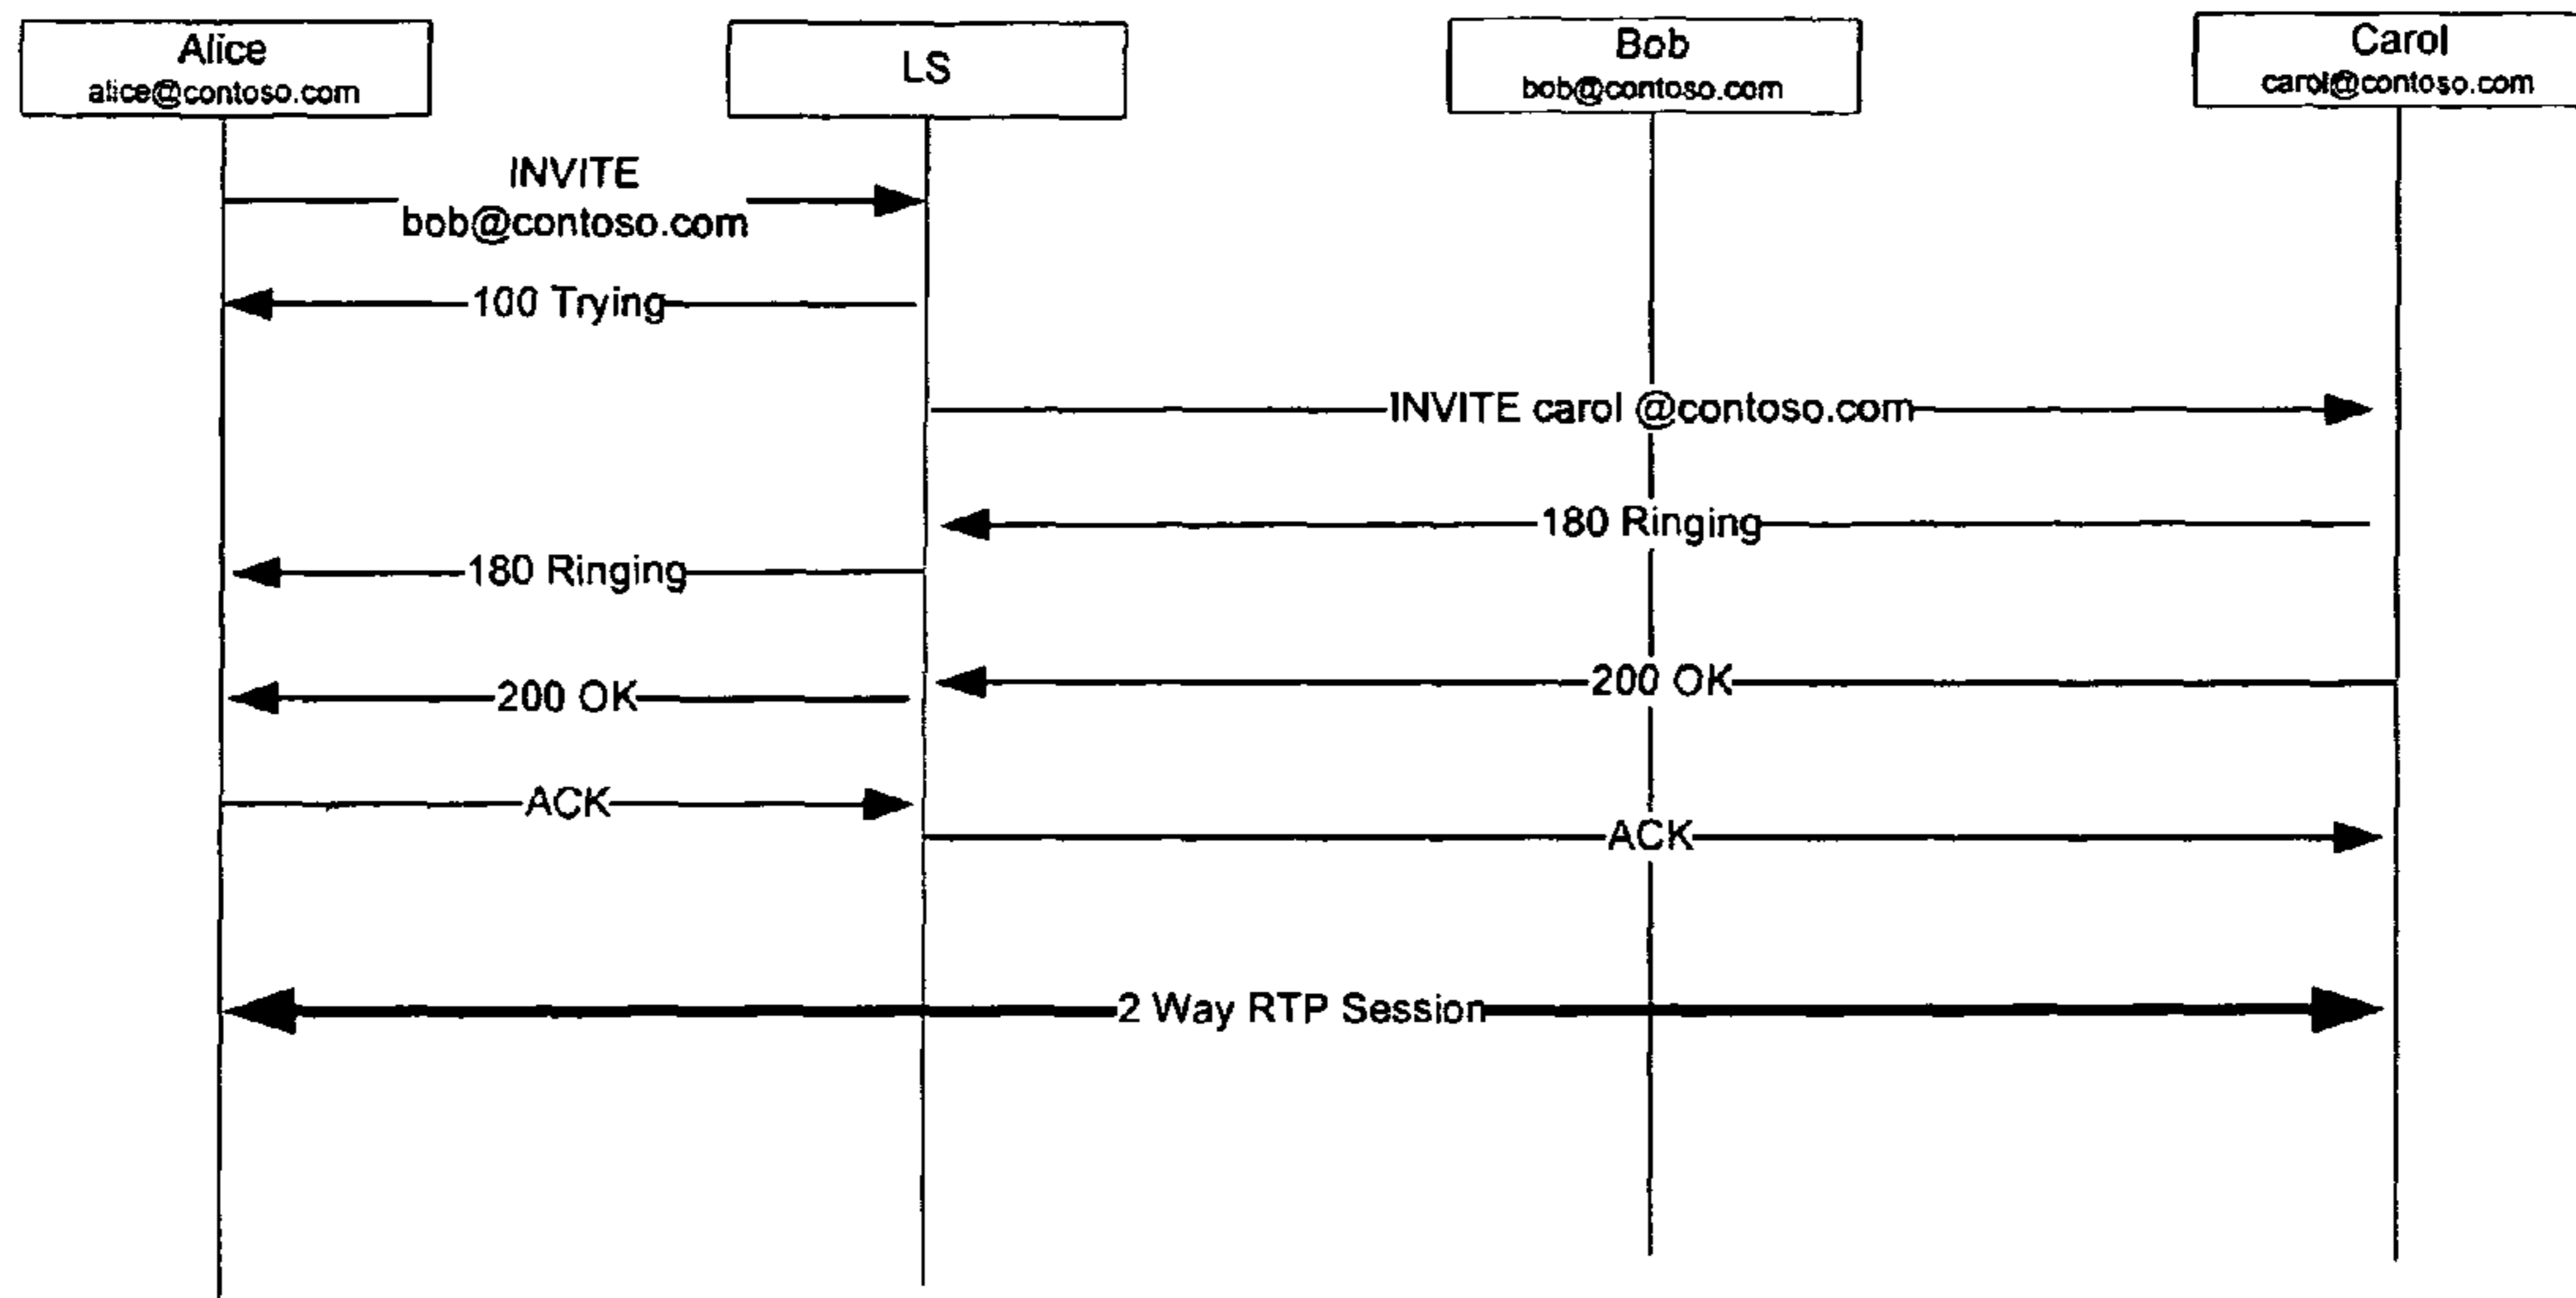 Alice
alice@contoso.com
LS
Bob
bob@contoso.com
Carol
carol@contoso.com
INVITE
bob@contoso.com
100 Trying
INVITE carol @contoso.com
180 Ringing
180 Ringing
200 OK
200 OK
ACK
ACK
2 Way RTP Session